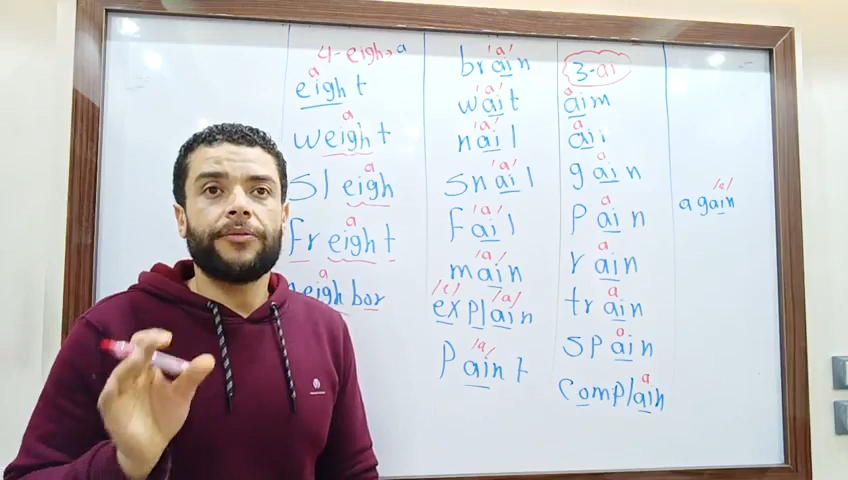 4-eigh → a
a
eight
a
weight
a
sleigh
a
freight
a
neighbor
/a/
brain
/a/
wait
/a/
nail
/a/
snail
/a/
fail
/a/
main
/e/ /a/
explain
/a/
paint
3-ai
a
aim
a
a
gain
a
pain
a
rain
a
train
a
spain
a
complain
/e/
again